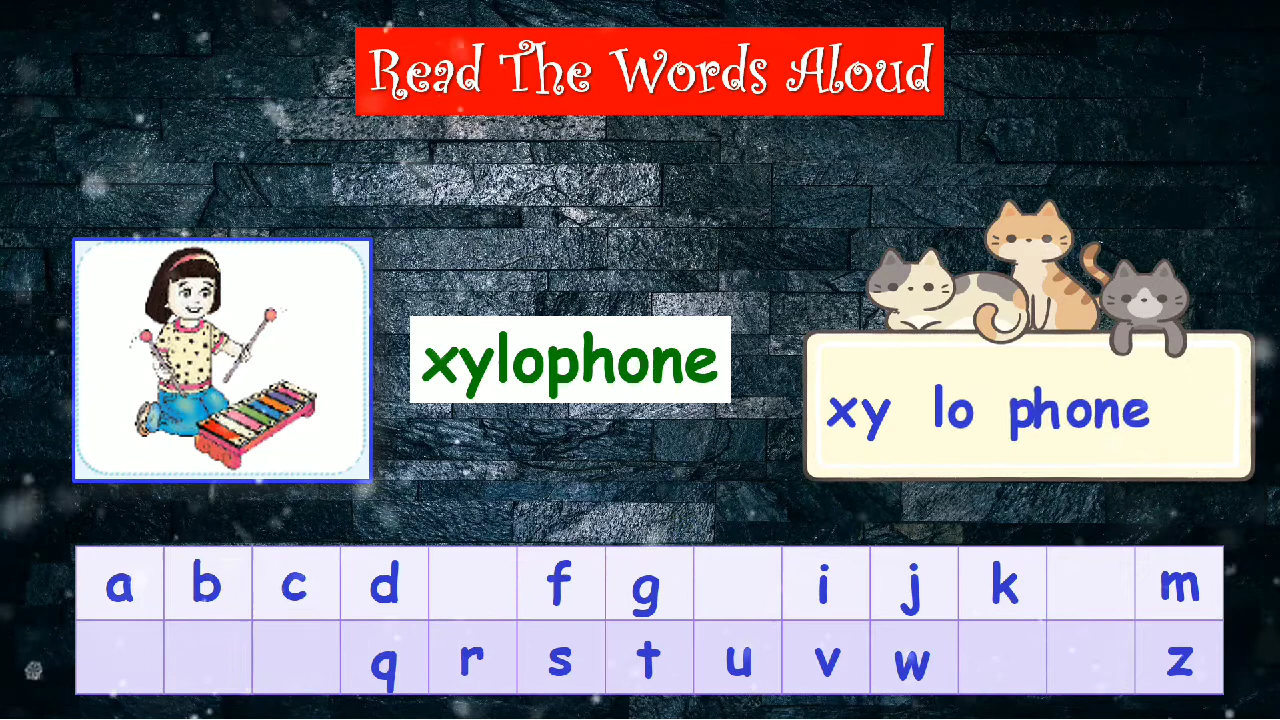 Read The Words Aloud
xylophone
xy lo phone
a b c d f g i j k m
q r s t u v w z